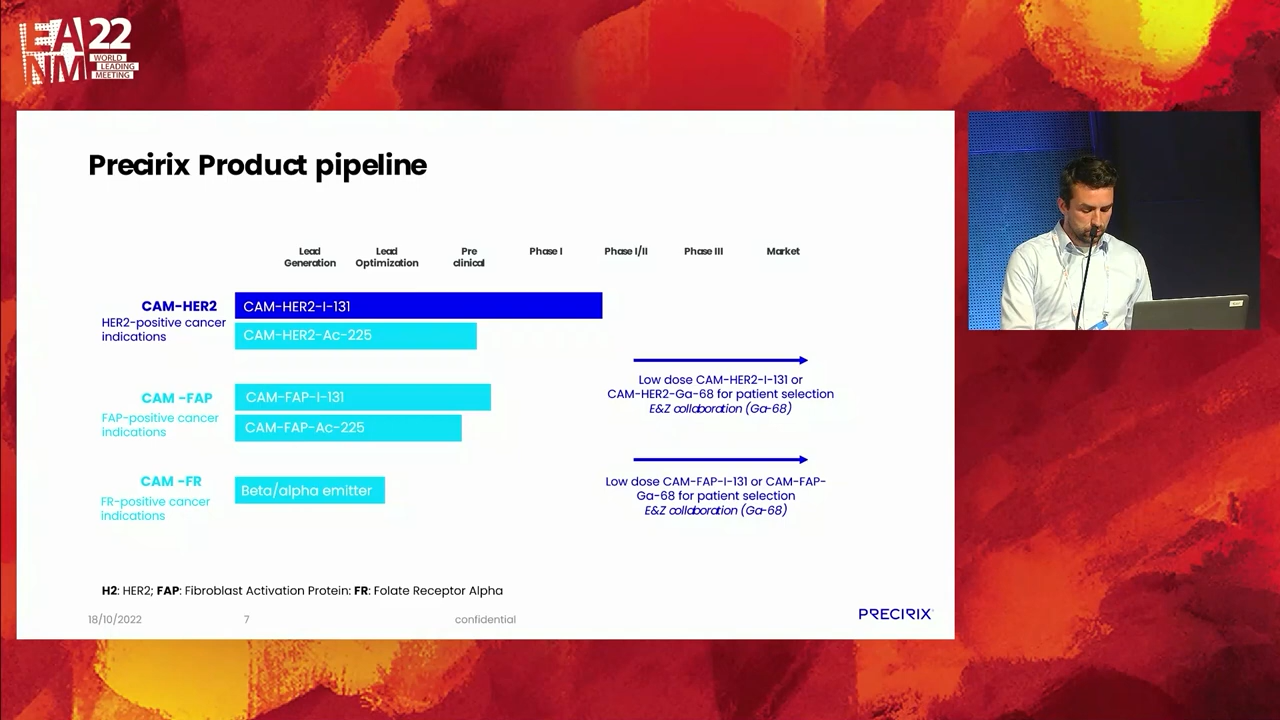 EA 22
NM WORLD
LEADING
MEETING
Precirix Product pipeline
Lead
Generation
Lead
Optimization
Pre
clinical
Phase I
Phase I/II
Phase III
Market
CAM-HER2
HER2-positive cancer
indications
CAM-HER2-I-131
CAM-HER2-Ac-225
Low dose CAM-HER2-I-131 or
CAM-HER2-Ga-68 for patient selection
E&Z collaboration (Ga-68)
CAM -FAP
FAP-positive cancer
indications
CAM-FAP-I-131
CAM-FAP-Ac-225
Low dose CAM-FAP-I-131 or CAM-FAP-
Ga-68 for patient selection
E&Z collaboration (Ga-68)
CAM -FR
FR-positive cancer
indications
Beta/alpha emitter
H2: HER2; FAP: Fibroblast Activation Protein: FR: Folate Receptor Alpha
18/10/2022
7
confidential
PRECIRIX